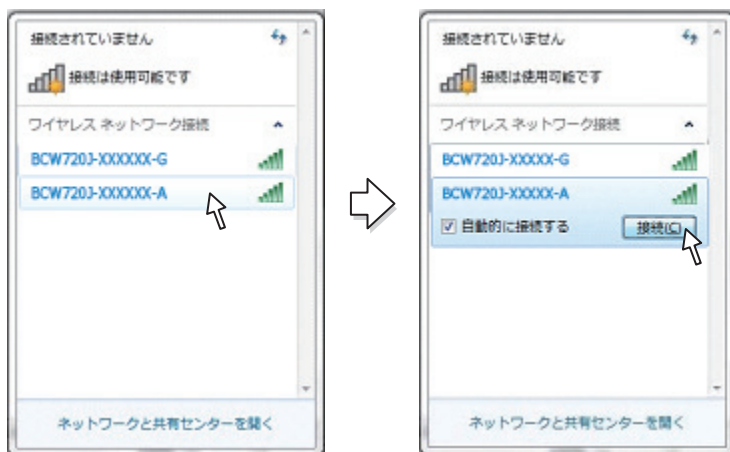 接続されていません
接続は使用可能です
ワイヤレス ネットワーク接続
BCW720J-XXXXXX-G
BCW720J-XXXXXX-A
ネットワークと共有センターを開く
接続されていません
接続は使用可能です
ワイヤレス ネットワーク接続
BCW720J-XXXXXX-G
BCW720J-XXXXX-A
自動的に接続する
接続(C)
ネットワークと共有センターを開く